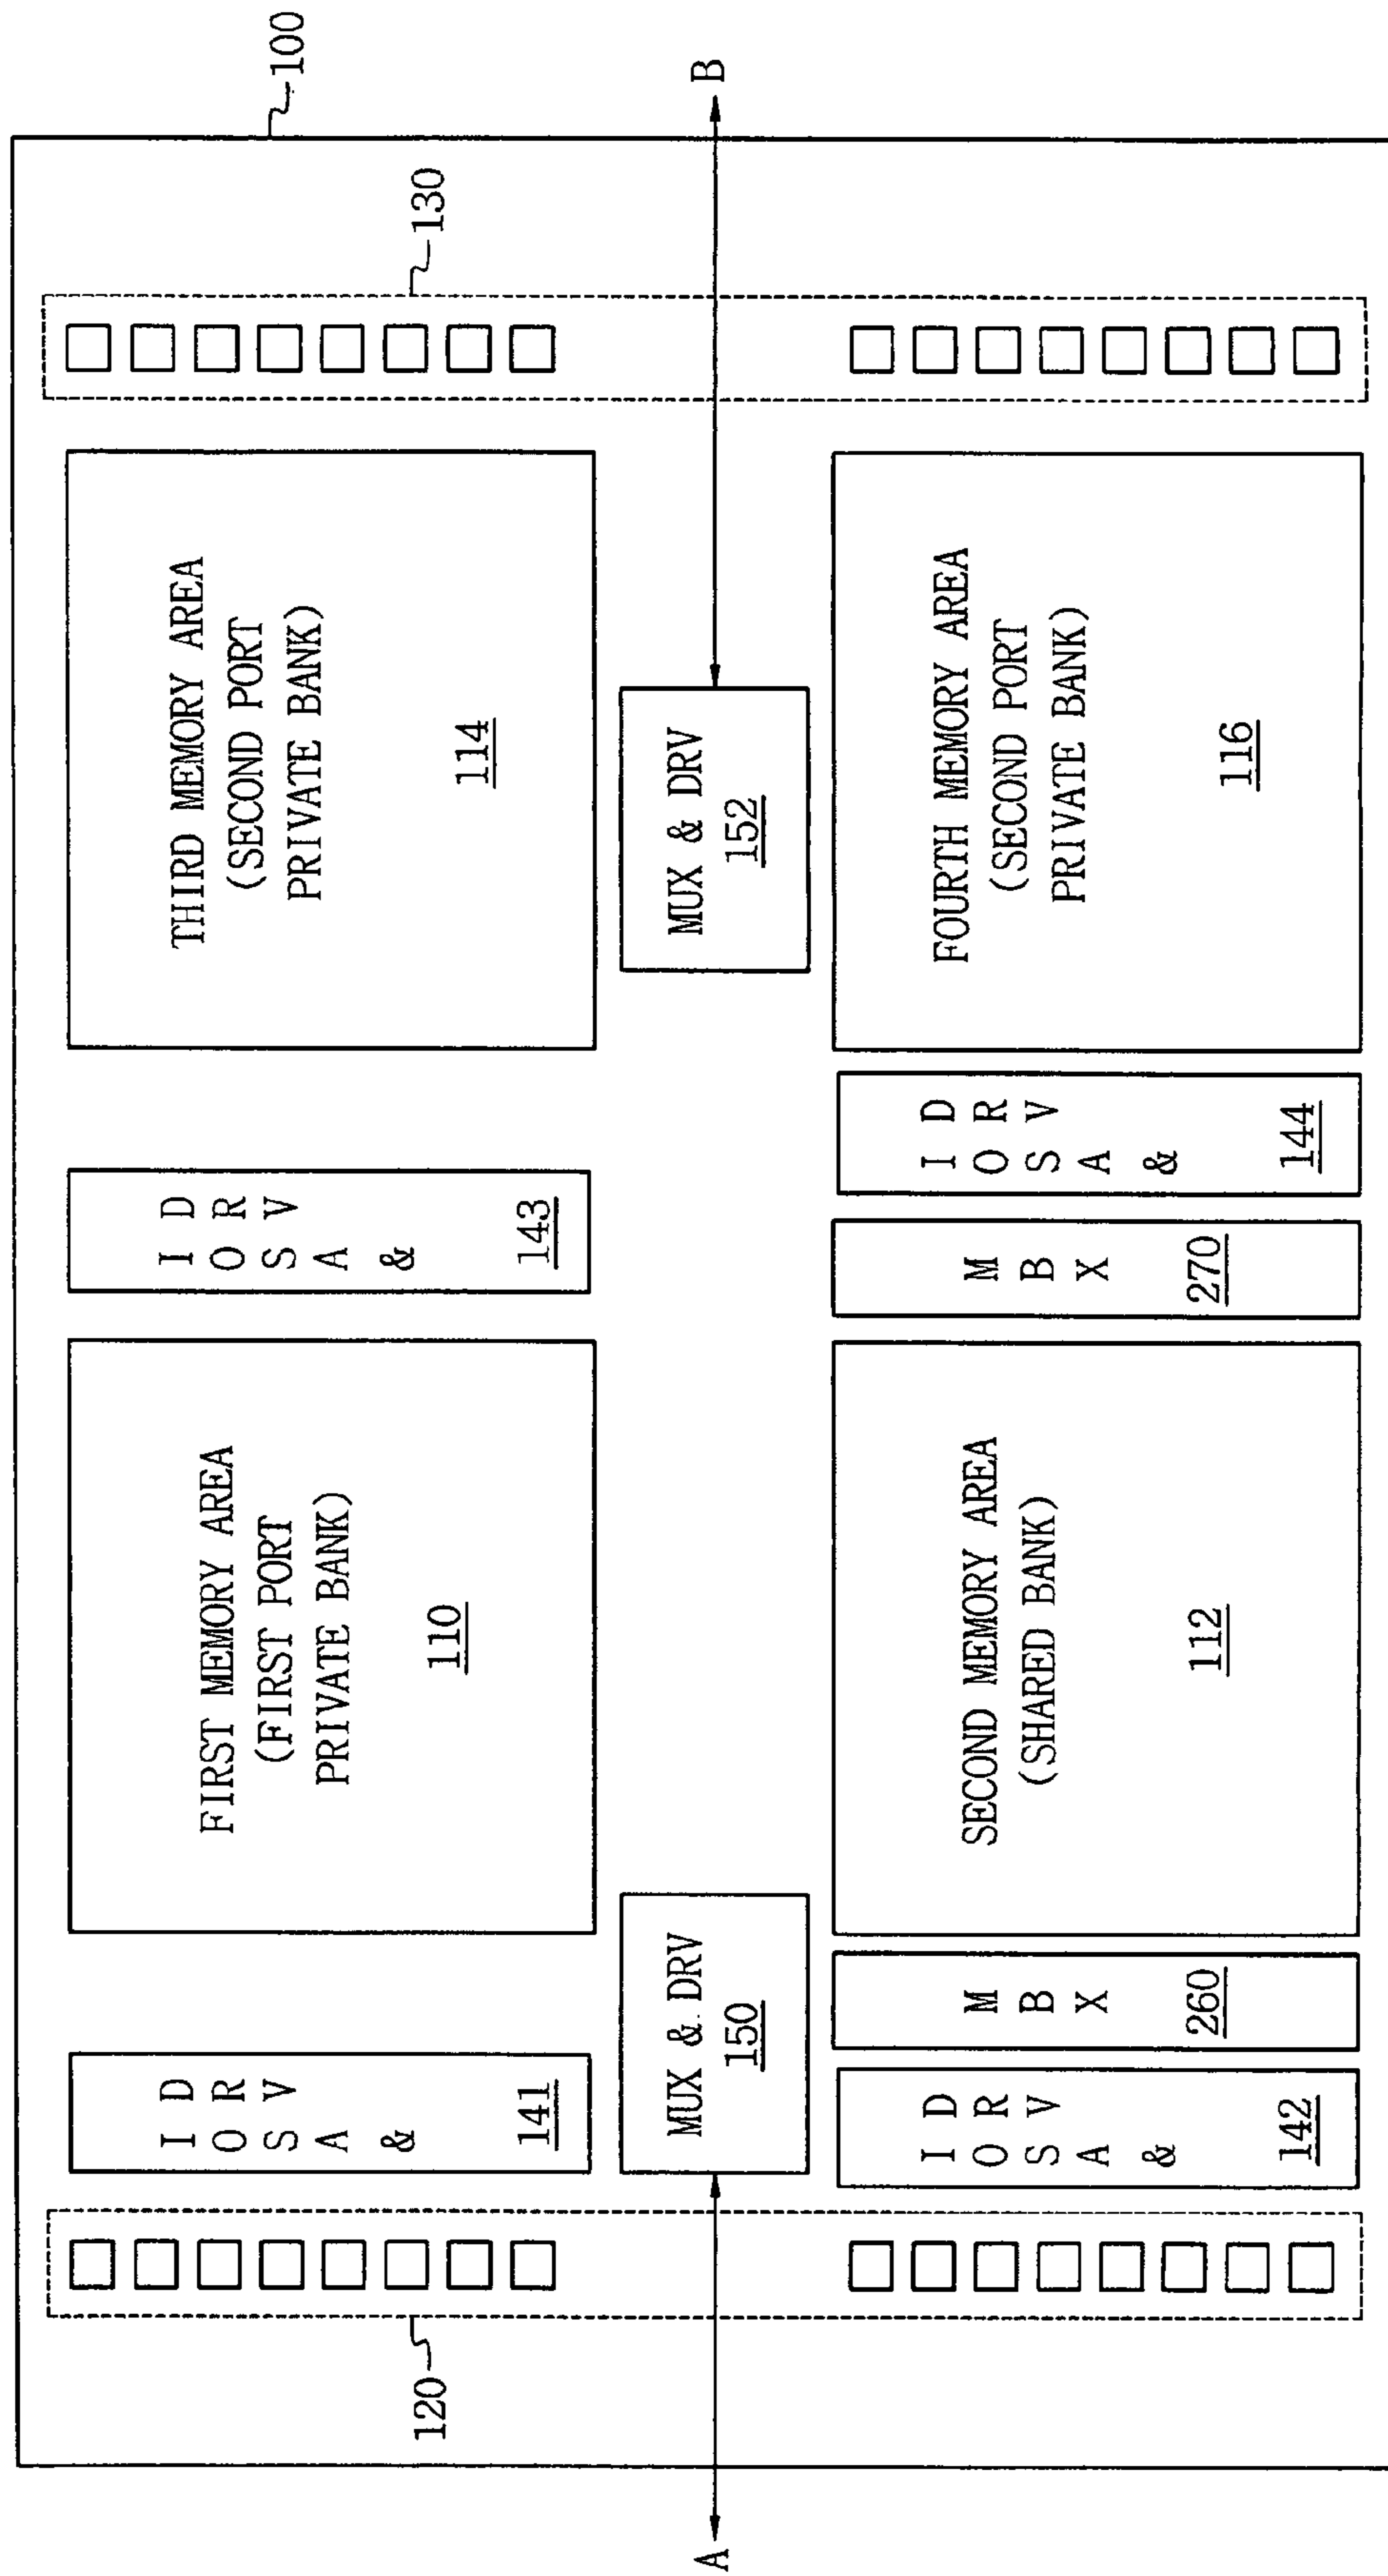 100
130
120
A
B
FIRST MEMORY AREA
(FIRST PORT
PRIVATE BANK)
110
THIRD MEMORY AREA
(SECOND PORT
PRIVATE BANK)
114
I D
O R
S V
A
&
141
I D
O R
S V
A
&
143
MUX & DRV
150
MUX & DRV
152
I D
O R
S V
A
&
142
M
B
X
260
SECOND MEMORY AREA
(SHARED BANK)
112
M
B
X
270
I D
O R
S V
A
&
144
FOURTH MEMORY AREA
(SECOND PORT
PRIVATE BANK)
116